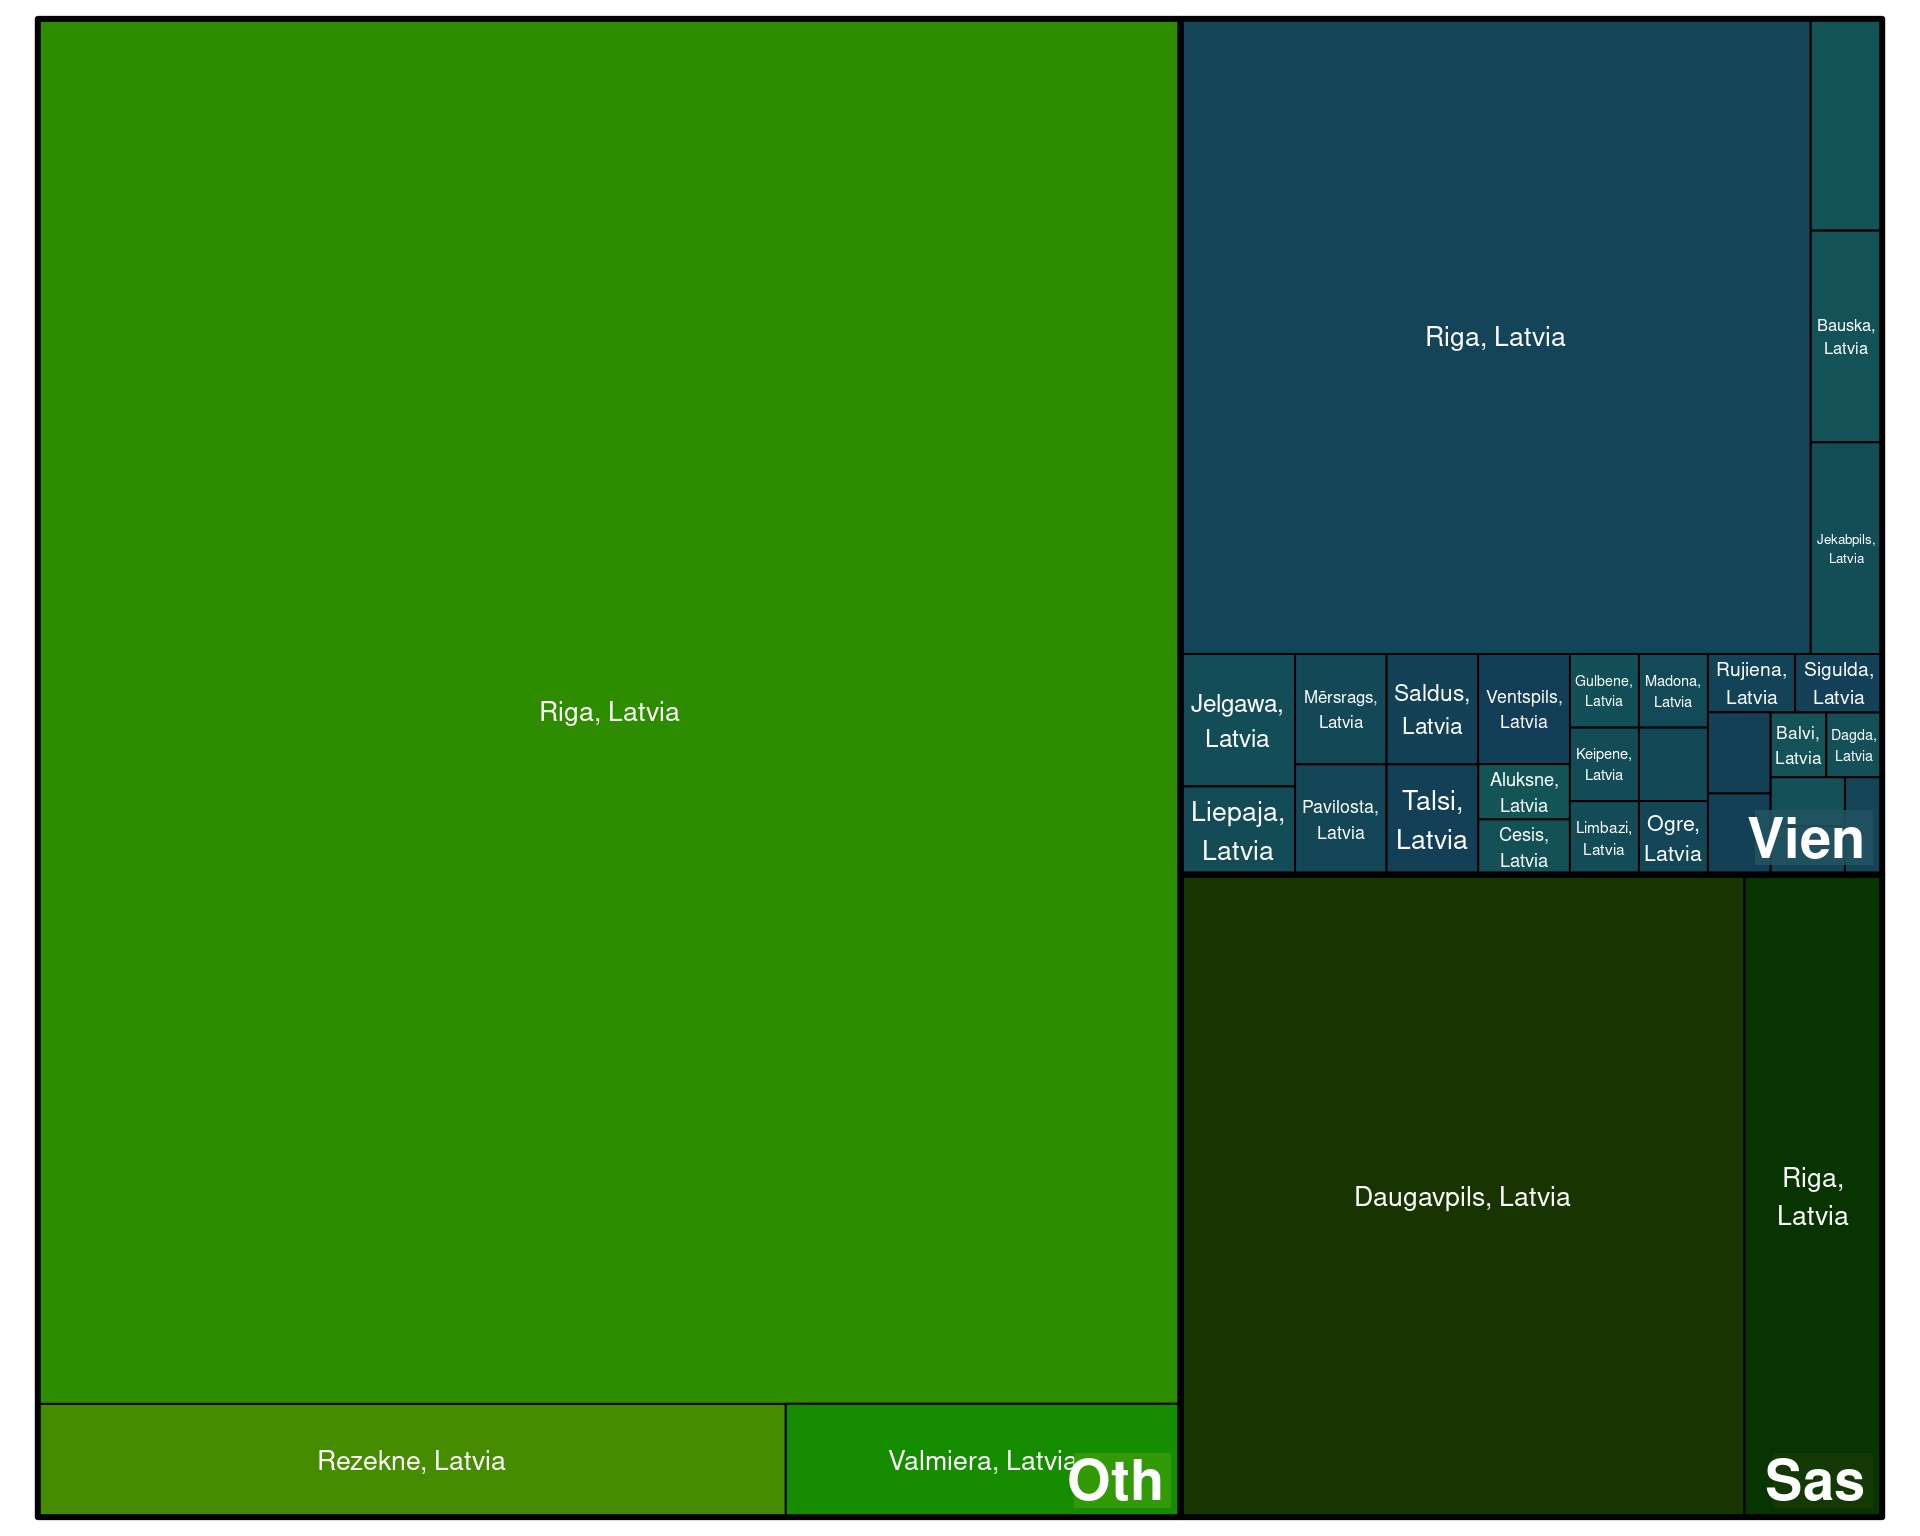 Riga, Latvia
Rezekne, Latvia
Valmiera, Latvia
Oth
Riga, Latvia
Bauska,
Latvia
Jekabpils,
Latvia
Jelgawa,
Latvia
Liepaja,
Latvia
Mērsrags,
Latvia
Pavilosta,
Latvia
Saldus,
Latvia
Talsi,
Latvia
Ventspils,
Latvia
Aluksne,
Latvia
Cesis,
Latvia
Gulbene,
Latvia
Keipene,
Latvia
Limbazi,
Latvia
Madona,
Latvia
Ogre,
Latvia
Rujiena,
Latvia
Sigulda,
Latvia
Balvi,
Latvia
Dagda,
Latvia
Vien
Daugavpils, Latvia
Riga,
Latvia
Sas